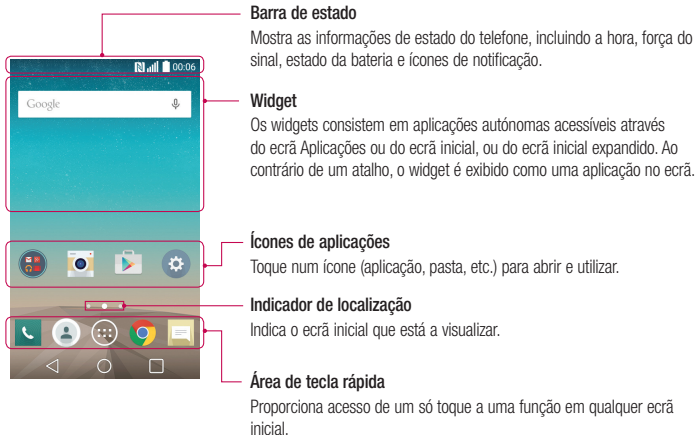 Barra de estado
Mostra as informações de estado do telefone, incluindo a hora, força do
sinal, estado da bateria e ícones de notificação.
00:06
Google
Widget
Os widgets consistem em aplicações autónomas acessíveis através
do ecrã Aplicações ou do ecrã inicial, ou do ecrã inicial expandido. Ao
contrário de um atalho, o widget é exibido como uma aplicação no ecrã.
Ícones de aplicações
Toque num ícone (aplicação, pasta, etc.) para abrir e utilizar.
Indicador de localização
Indica o ecrã inicial que está a visualizar.
Área de tecla rápida
Proporciona acesso de um só toque a uma função em qualquer ecrã
inicial.